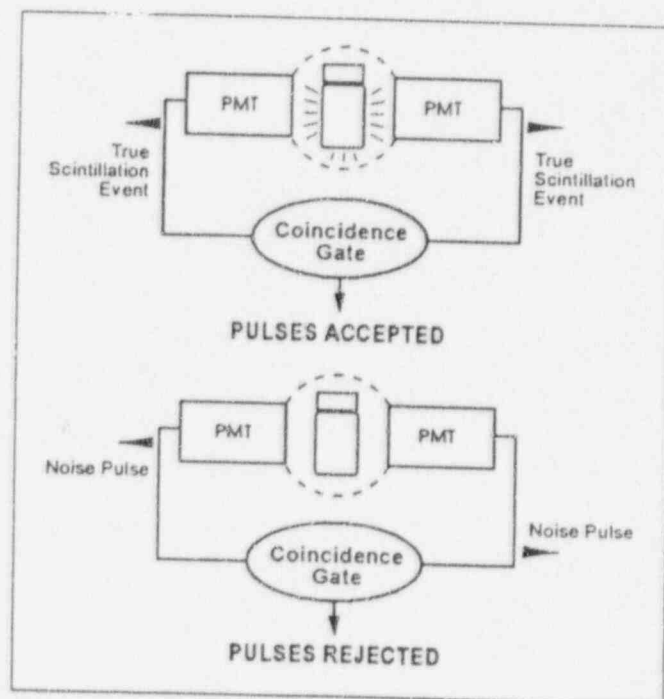 PMT
PMT
True
Scintillation
Event
True
Scintillation
Event
Coincidence
Gate
PULSES ACCEPTED
PMT
PMT
Noise Pulse
Noise Pulse
Coincidence
Gate
PULSES REJECTED